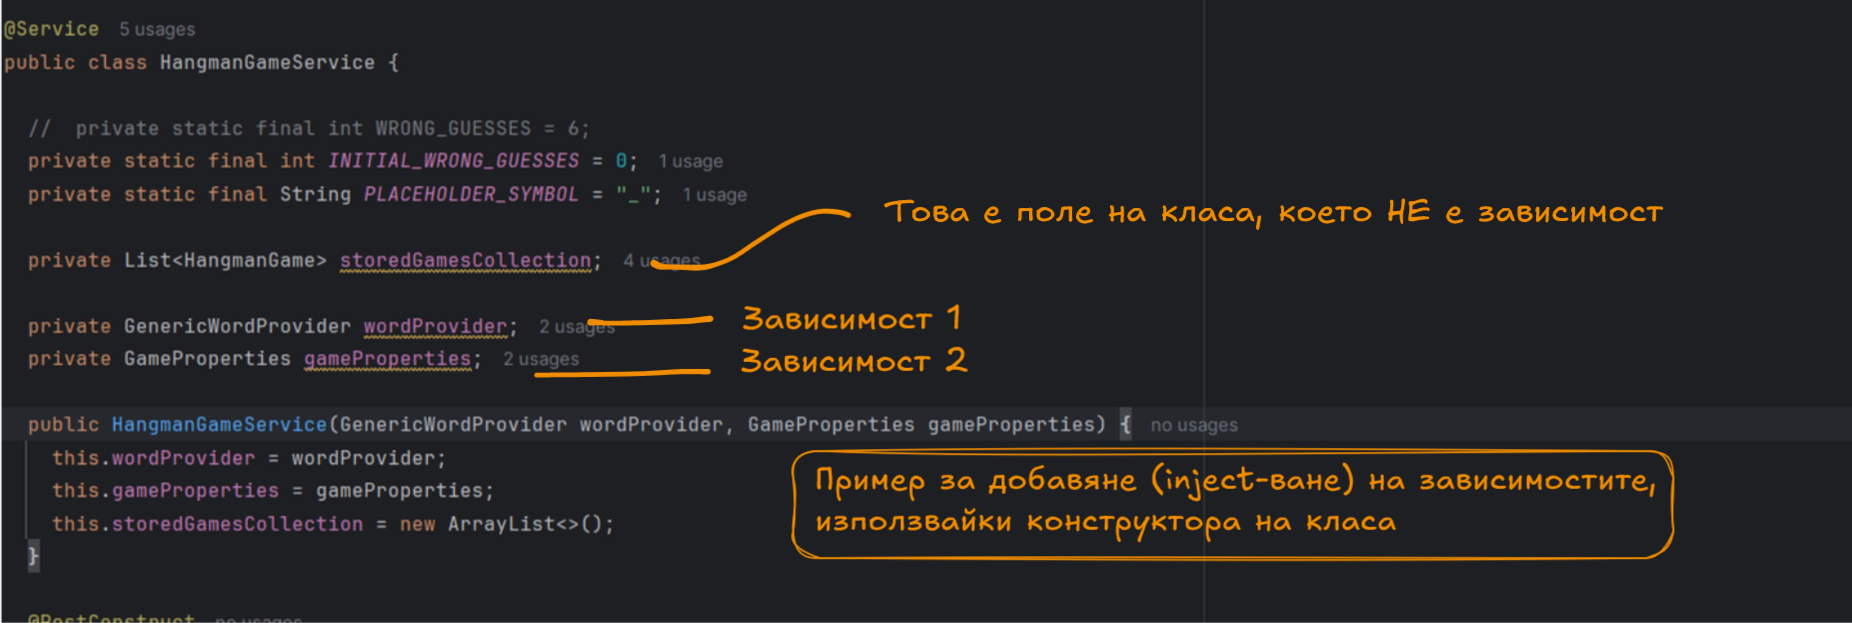 @Service 5 usages
public class HangmanGameService {
// private static final int WRONG_GUESSES = 6;
private static final int INITIAL_WRONG_GUESSES = 0; 1 usage
private static final String PLACEHOLDER_SYMBOL = "_"; 1 usage
Това е поле на класа, което НЕ е зависимост
private List<HangmanGame> storedGamesCollection; 4 usages
private GenericWordProvider wordProvider; 2 usages
Зависимост 1
private GameProperties gameProperties; 2 usages
Зависимост 2
public HangmanGameService(GenericWordProvider wordProvider, GameProperties gameProperties) { no usages
this.wordProvider = wordProvider;
this.gameProperties = gameProperties;
this.storedGamesCollection = new ArrayList<>();
}
Пример за добавяне (inject-ване) на зависимостите,
използвайки конструктора на класа
@PostConstruct no usages